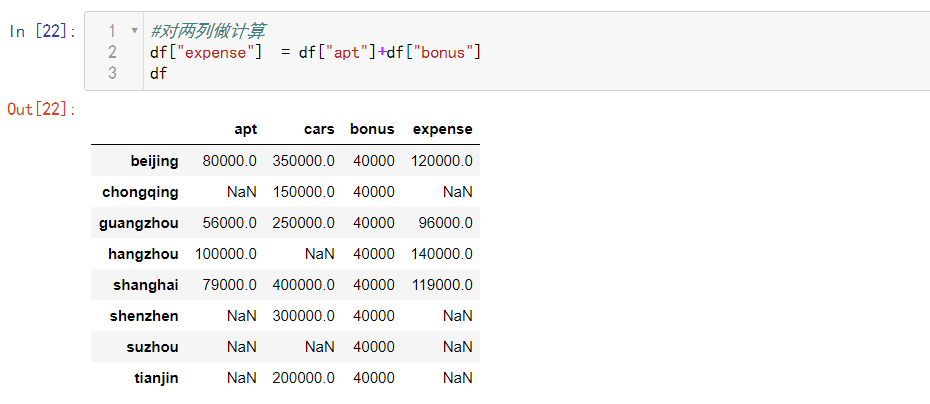 In [22]:
1 #对两列做计算
2 df["expense"]  = df["apt"]+df["bonus"]
3 df
Out[22]:
apt cars bonus expense
beijing 80000.0 350000.0 40000 120000.0
chongqing NaN 150000.0 40000 NaN
guangzhou 56000.0 250000.0 40000 96000.0
hangzhou 100000.0 NaN 40000 140000.0
shanghai 79000.0 400000.0 40000 119000.0
shenzhen NaN 300000.0 40000 NaN
suzhou NaN NaN 40000 NaN
tianjin NaN 200000.0 40000 NaN